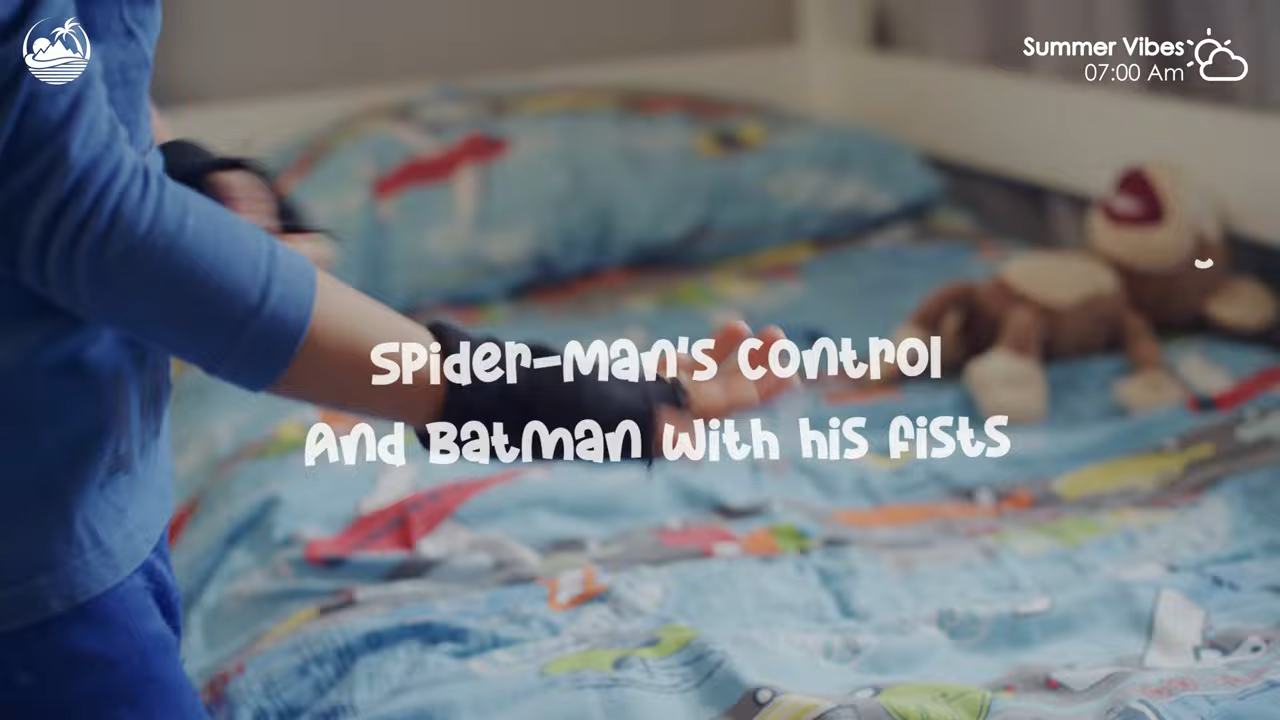 Summer Vibes
07:00 Am
Spider-Man's control
And Batman with his fists